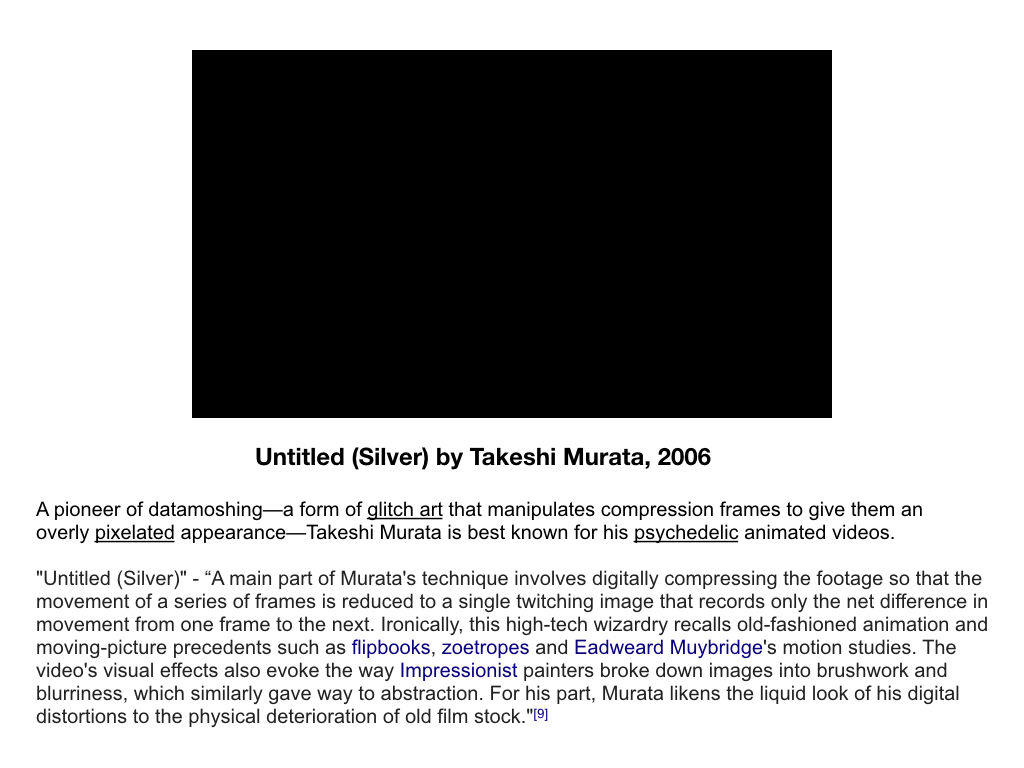 Untitled (Silver) by Takeshi Murata, 2006
A pioneer of datamoshing—a form of glitch art that manipulates compression frames to give them an
overly pixelated appearance—Takeshi Murata is best known for his psychedelic animated videos.
"Untitled (Silver)" - “A main part of Murata's technique involves digitally compressing the footage so that the
movement of a series of frames is reduced to a single twitching image that records only the net difference in
movement from one frame to the next. Ironically, this high-tech wizardry recalls old-fashioned animation and
moving-picture precedents such as flipbooks, zoetropes and Eadweard Muybridge's motion studies. The
video's visual effects also evoke the way Impressionist painters broke down images into brushwork and
blurriness, which similarly gave way to abstraction. For his part, Murata likens the liquid look of his digital
distortions to the physical deterioration of old film stock."[9]